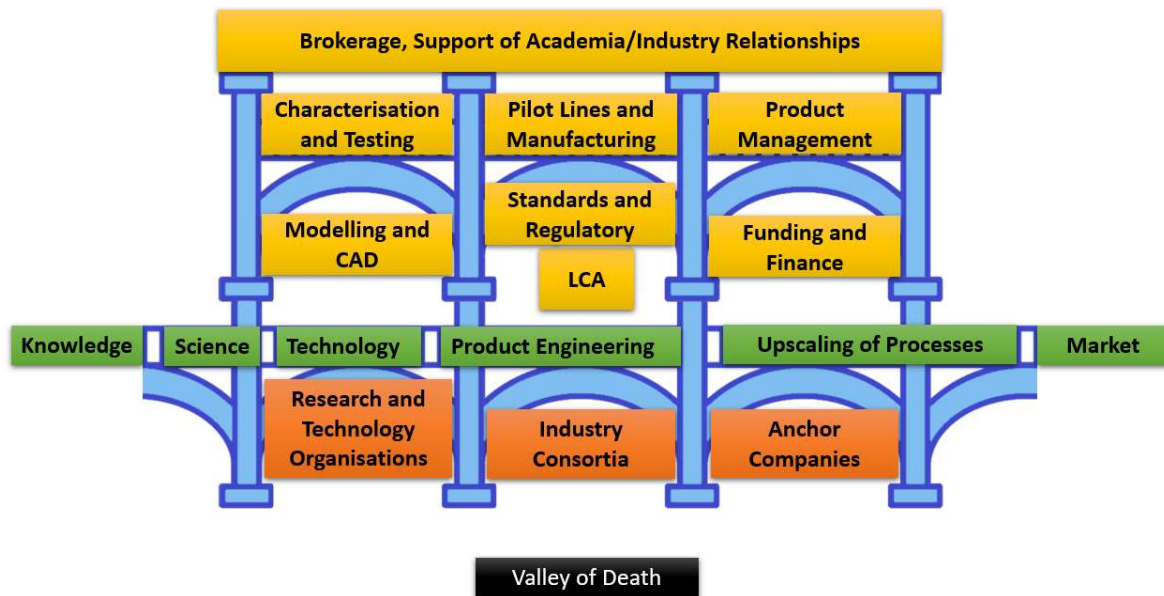 Brokerage, Support of Academia/Industry Relationships
Characterisation
and Testing
Pilot Lines and
Manufacturing
Product
Management
Modelling and
CAD
Standards and
Regulatory
LCA
Funding and
Finance
Knowledge
Science
Technology
Product Engineering
Upscaling of Processes
Market
Research and
Technology
Organisations
Industry
Consortia
Anchor
Companies
Valley of Death